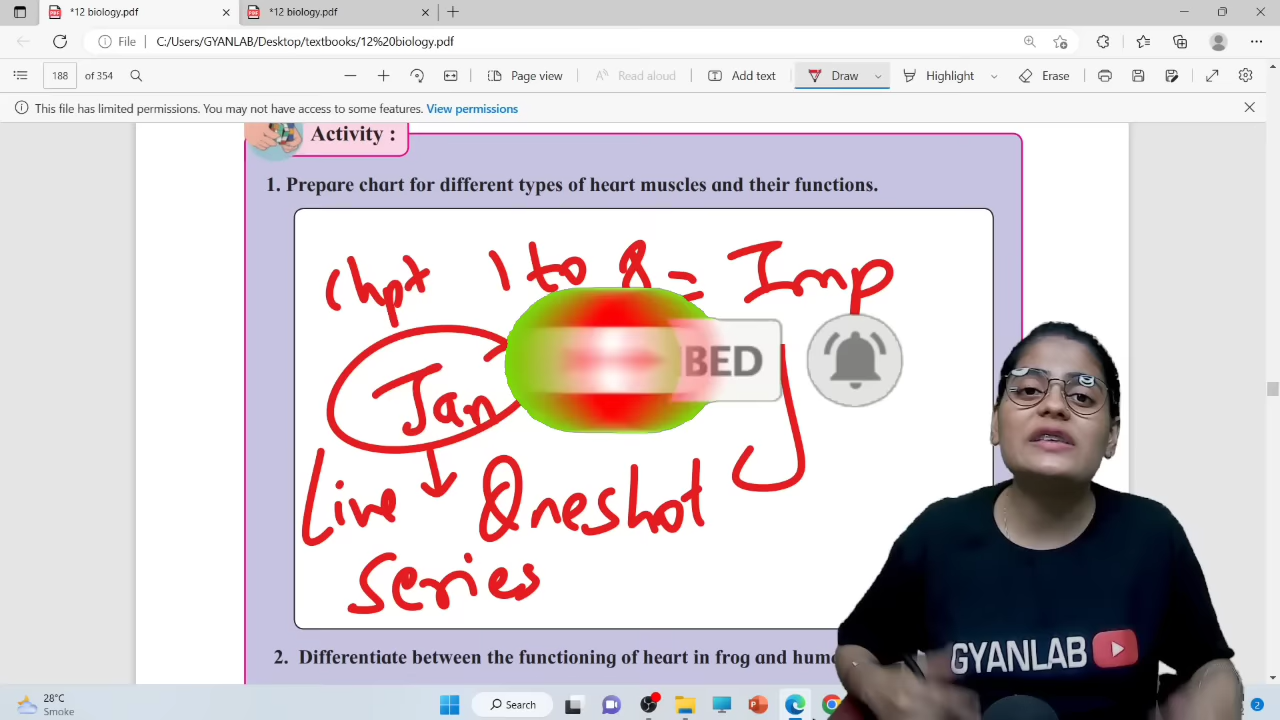 *12 biology.pdf
*12 biology.pdf
File C:/Users/GYANLAB/Desktop/textbooks/12%20biology.pdf
188 of 354 Page view Read aloud Add text Draw Highlight Erase
This file has limited permissions. You may not have access to some features. View permissions
Activity :
1. Prepare chart for different types of heart muscles and their functions.
Chpt 1 to 8 = Imp
Jan
BED
Live Oneshot
Series
GYANLAB
2. Differentiate between the functioning of heart in frog and hum
28°C
Smoke
Search
2